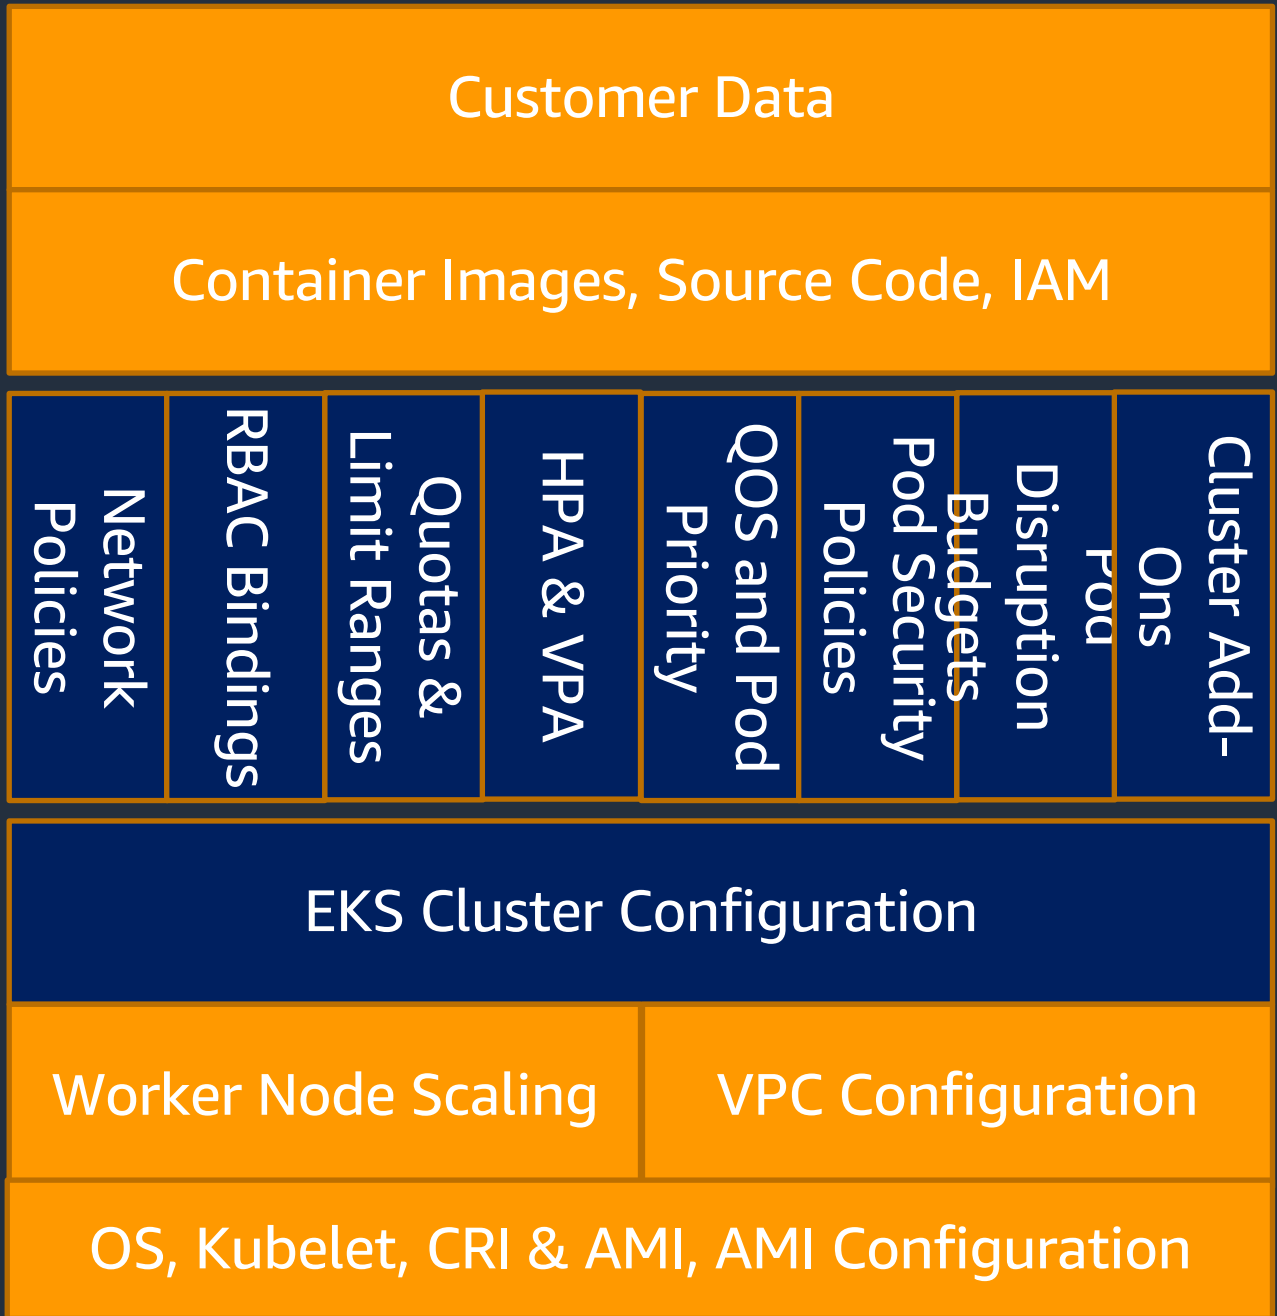 Customer Data
Container Images, Source Code, IAM
Network
Policies
RBAC Bindings
Quotas &
Limit Ranges
HPA & VPA
QOS and Pod
Priority
Pod Security
Policies
Pod
Disruption
Budgets
Cluster Add-
Ons
EKS Cluster Configuration
Worker Node Scaling
VPC Configuration
OS, Kubelet, CRI & AMI, AMI Configuration